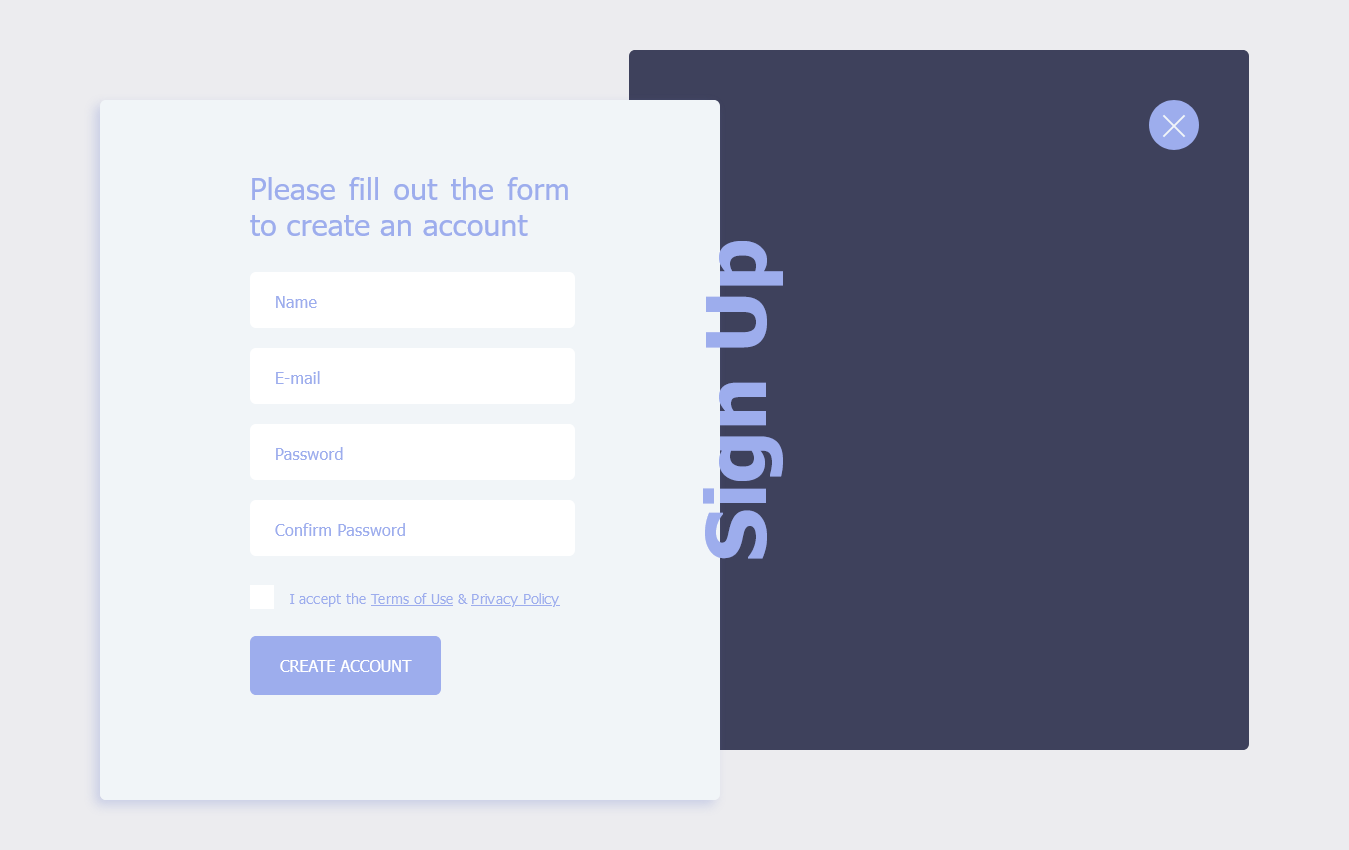 Please fill out the form
to create an account
Name
E-mail
Password
Confirm Password
I accept the Terms of Use & Privacy Policy
CREATE ACCOUNT
Sign Up